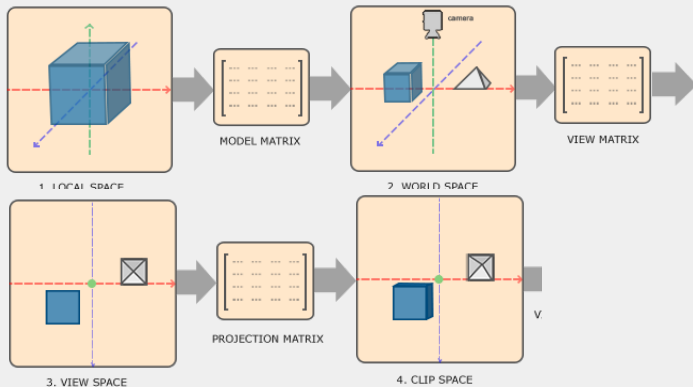 camera
MODEL MATRIX
VIEW MATRIX
1. LOCAL SPACE
2. WORLD SPACE
PROJECTION MATRIX
3. VIEW SPACE
4. CLIP SPACE